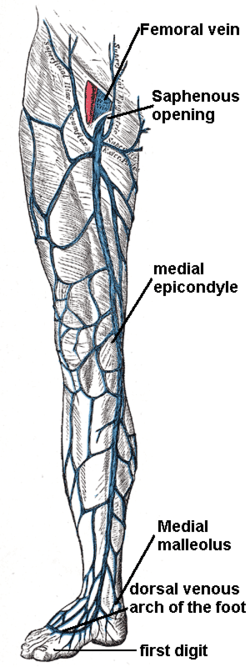 Femoral vein
Saphenous
opening
medial
epicondyle
Medial
malleolus
dorsal venous
arch of the foot
first digit